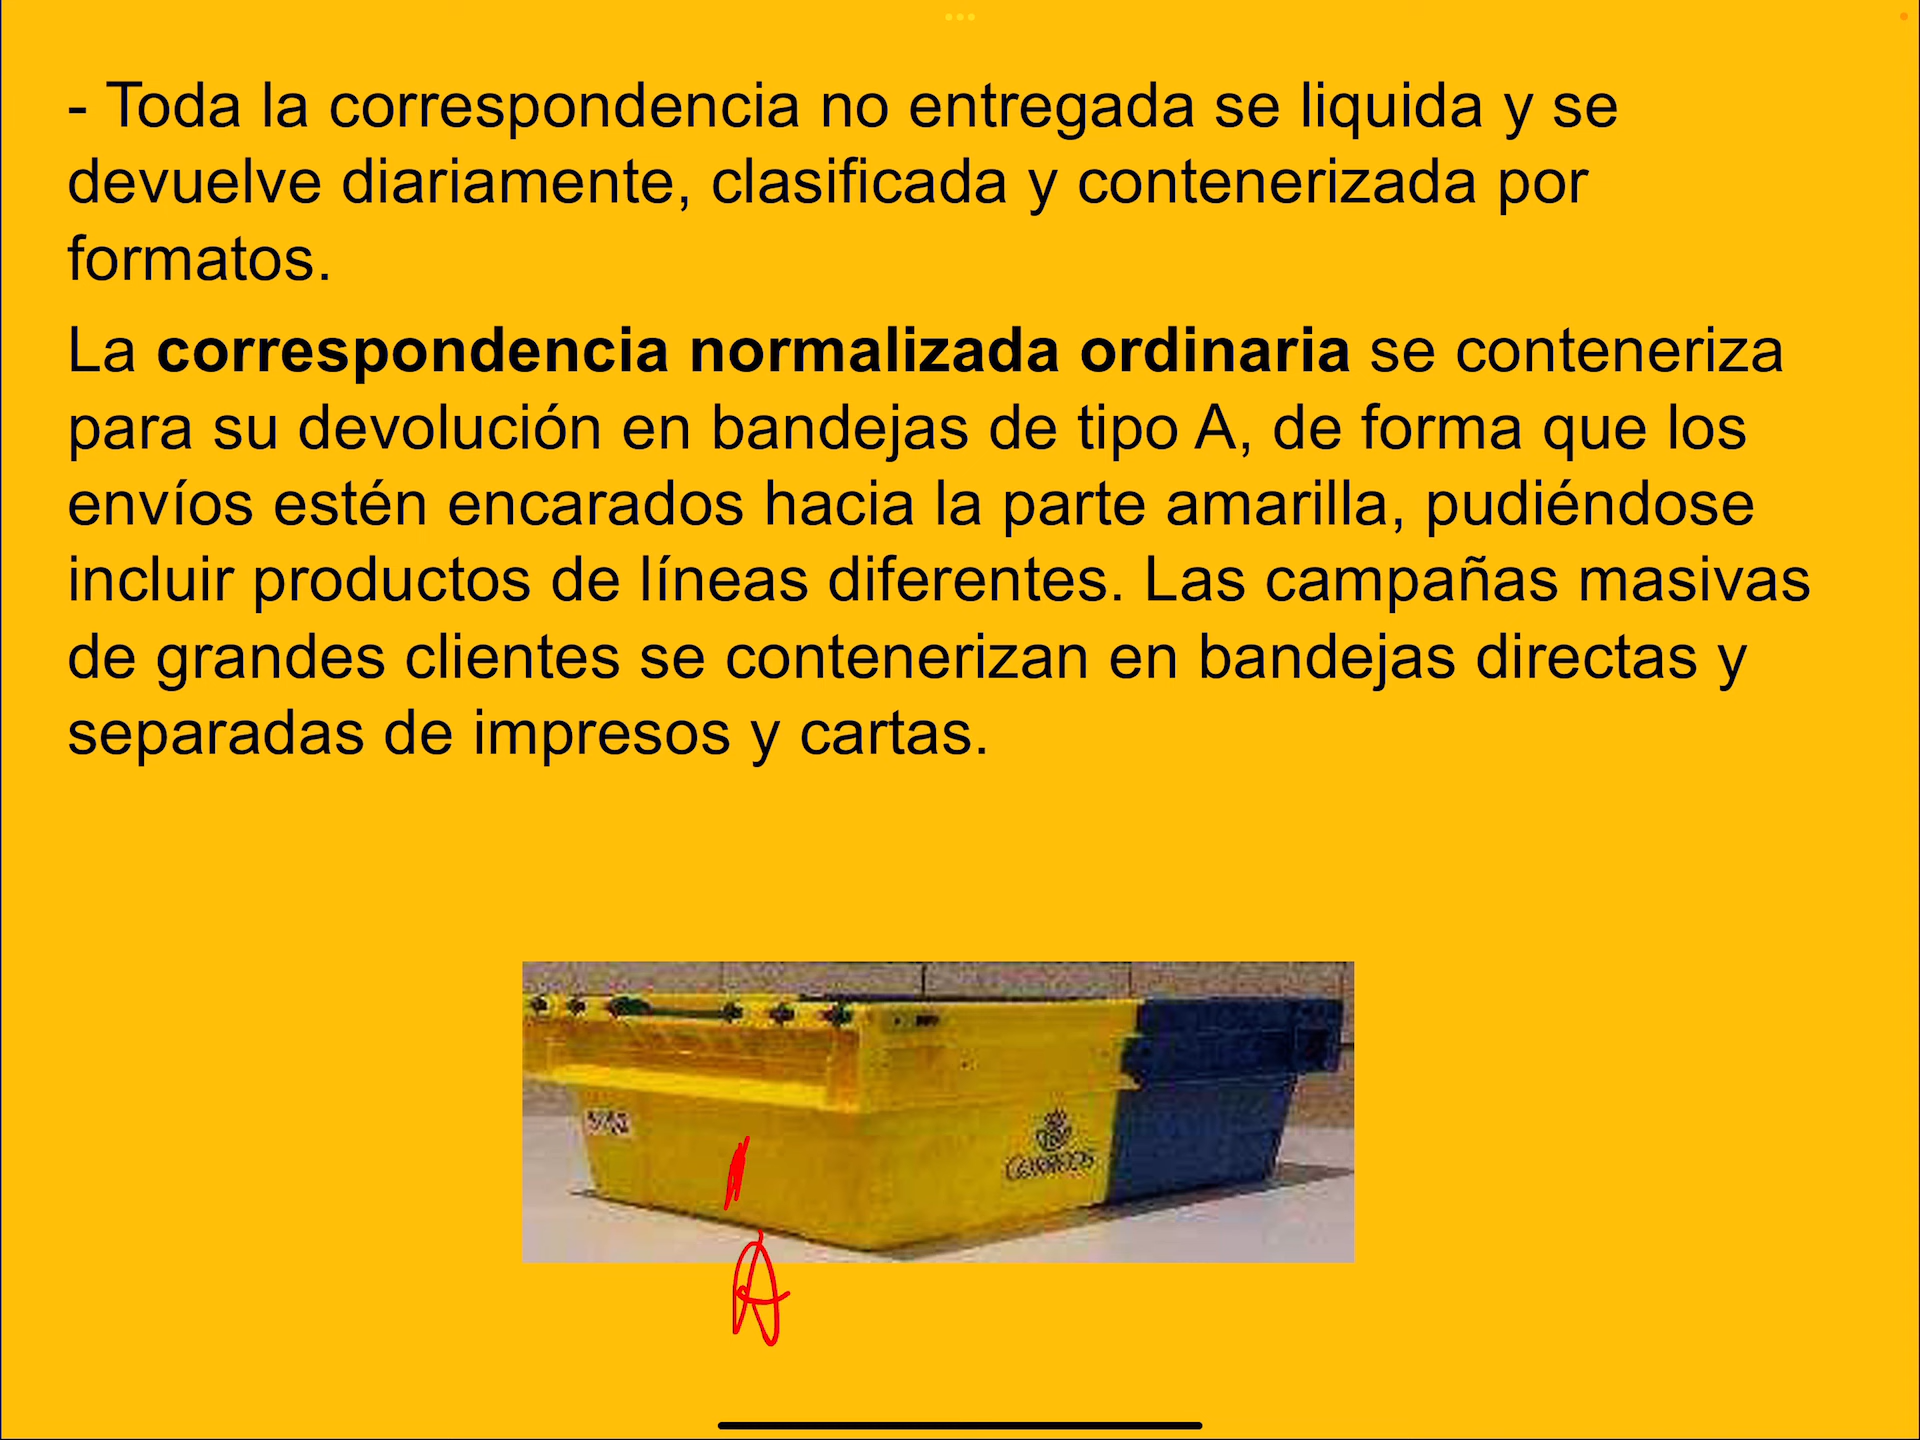 - Toda la correspondencia no entregada se liquida y se
devuelve diariamente, clasificada y contenerizada por
formatos.
La correspondencia normalizada ordinaria se conteneriza
para su devolución en bandejas de tipo A, de forma que los
envíos estén encarados hacia la parte amarilla, pudiéndose
incluir productos de líneas diferentes. Las campañas masivas
de grandes clientes se contenerizan en bandejas directas y
separadas de impresos y cartas.
CORREOS
A